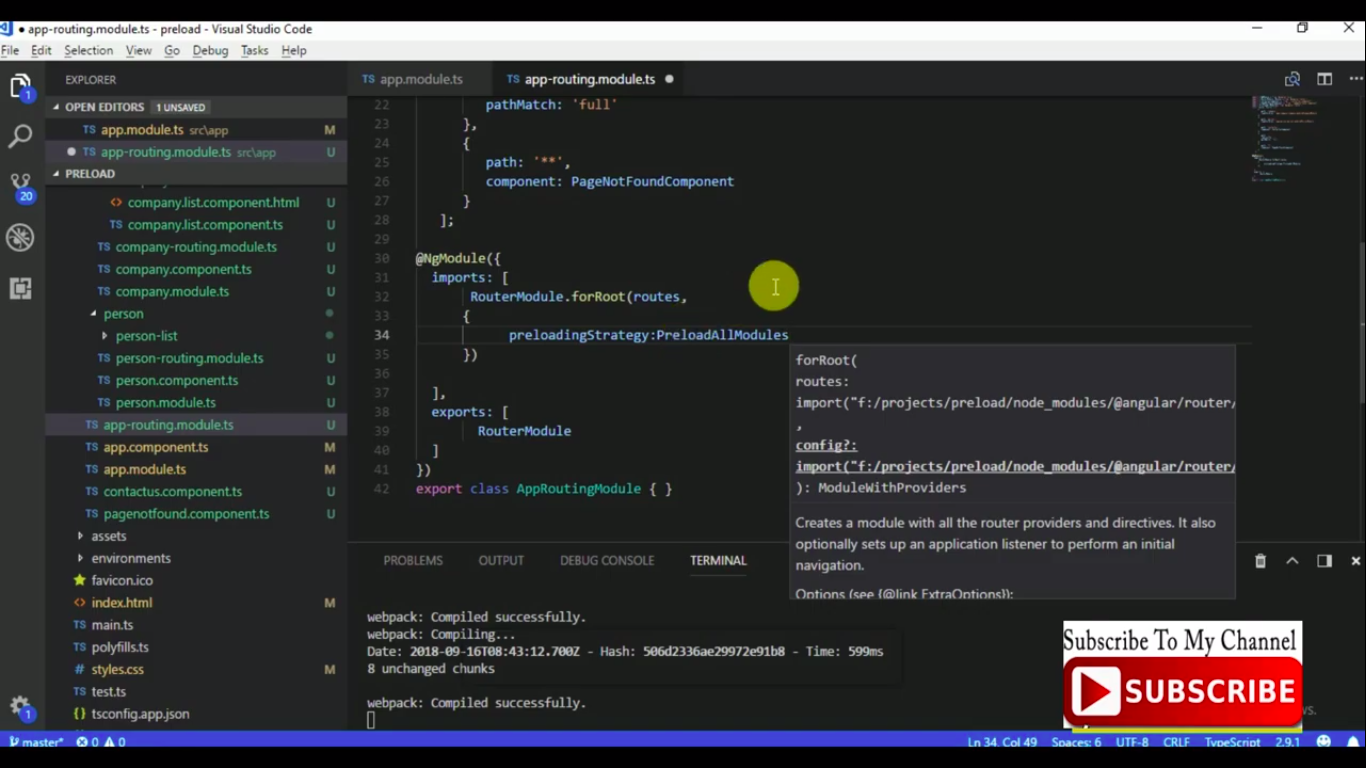 app-routing.module.ts - preload - Visual Studio Code
File Edit Selection View Go Debug Tasks Help
EXPLORER
OPEN EDITORS 1 UNSAVED
TS app.module.ts src\app M
TS app-routing.module.ts src\app U
PRELOAD
<> company.list.component.html U
TS company.list.component.ts U
TS company-routing.module.ts U
TS company.component.ts U
TS company.module.ts U
person
person-list
TS person-routing.module.ts U
TS person.component.ts U
TS person.module.ts U
TS app-routing.module.ts U
TS app.component.ts M
TS app.module.ts M
TS contactus.component.ts U
TS pagenotfound.component.ts U
assets
environments
favicon.ico
<> index.html M
TS main.ts
TS polyfills.ts
# styles.css M
TS test.ts
{} tsconfig.app.json
1
20
1
TS app.module.ts
TS app-routing.module.ts
22 pathMatch: 'full'
23 },
24 {
25 path: '**',
26 component: PageNotFoundComponent
27 }
28 ];
29
30 @NgModule({
31 imports: [
32 RouterModule.forRoot(routes,
33 {
34 preloadingStrategy:PreloadAllModules
35 })
36
37 ],
38 exports: [
39 RouterModule
40 ]
41 })
42 export class AppRoutingModule { }
forRoot(
routes:
import("f:/projects/preload/node_modules/@angular/router/
,
config?:
import("f:/projects/preload/node_modules/@angular/router/
): ModuleWithProviders
Creates a module with all the router providers and directives. It also
optionally sets up an application listener to perform an initial
navigation.
Options (see {@link ExtraOptions}):
PROBLEMS OUTPUT DEBUG CONSOLE TERMINAL
webpack: Compiled successfully.
webpack: Compiling...
Date: 2018-09-16T08:43:12.700Z - Hash: 506d2336ae29972e91b8 - Time: 599ms
8 unchanged chunks
webpack: Compiled successfully.
Subscribe To My Channel
SUBSCRIBE
master* 0 0 Ln 34, Col 49 Spaces: 6 UTF-8 CRLF TypeScript 2.9.1